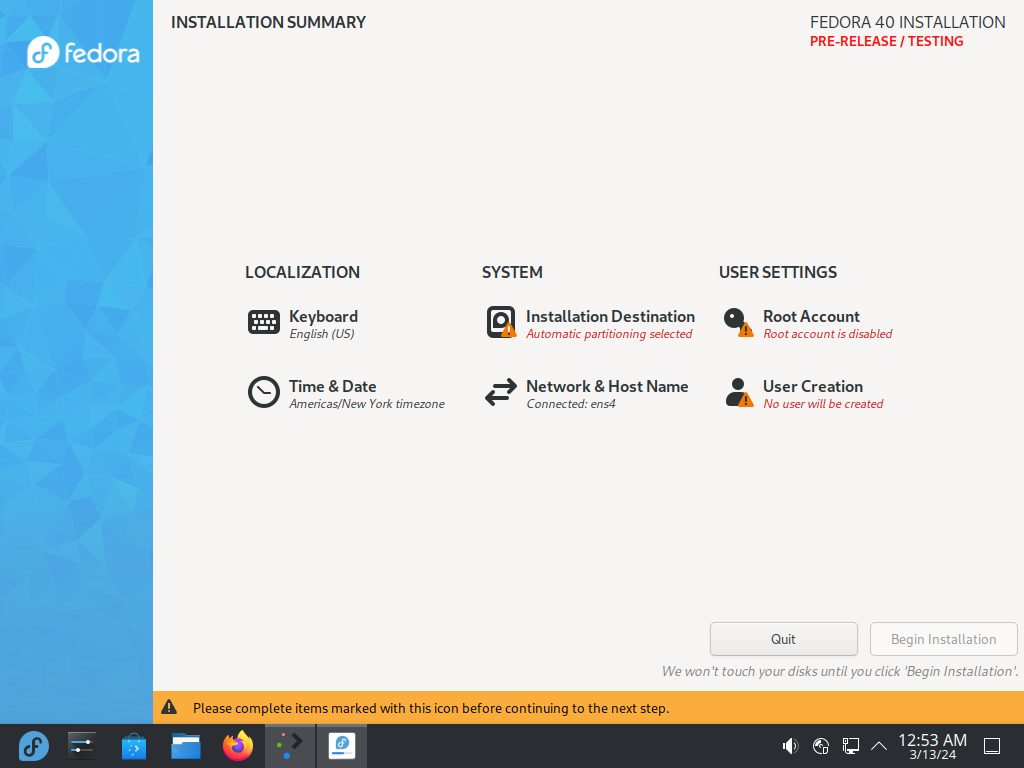 INSTALLATION SUMMARY
FEDORA 40 INSTALLATION
PRE-RELEASE / TESTING
fedora
LOCALIZATION
Keyboard
English (US)
Time & Date
Americas/New York timezone
SYSTEM
Installation Destination
Automatic partitioning selected
Network & Host Name
Connected: ens4
USER SETTINGS
Root Account
Root account is disabled
User Creation
No user will be created
Quit
Begin Installation
We won't touch your disks until you click 'Begin Installation'.
Please complete items marked with this icon before continuing to the next step.
12:53 AM
3/13/24